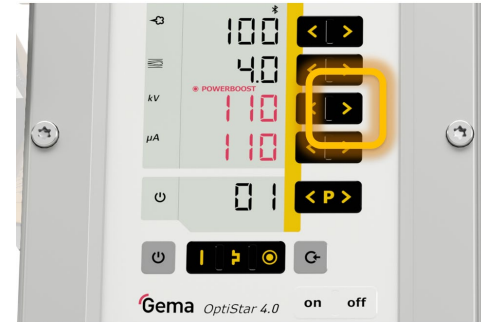 100
4.0
POWERBOOST
kV 110
µA 110
01 < P >
Gema OptiStar 4.0 on off